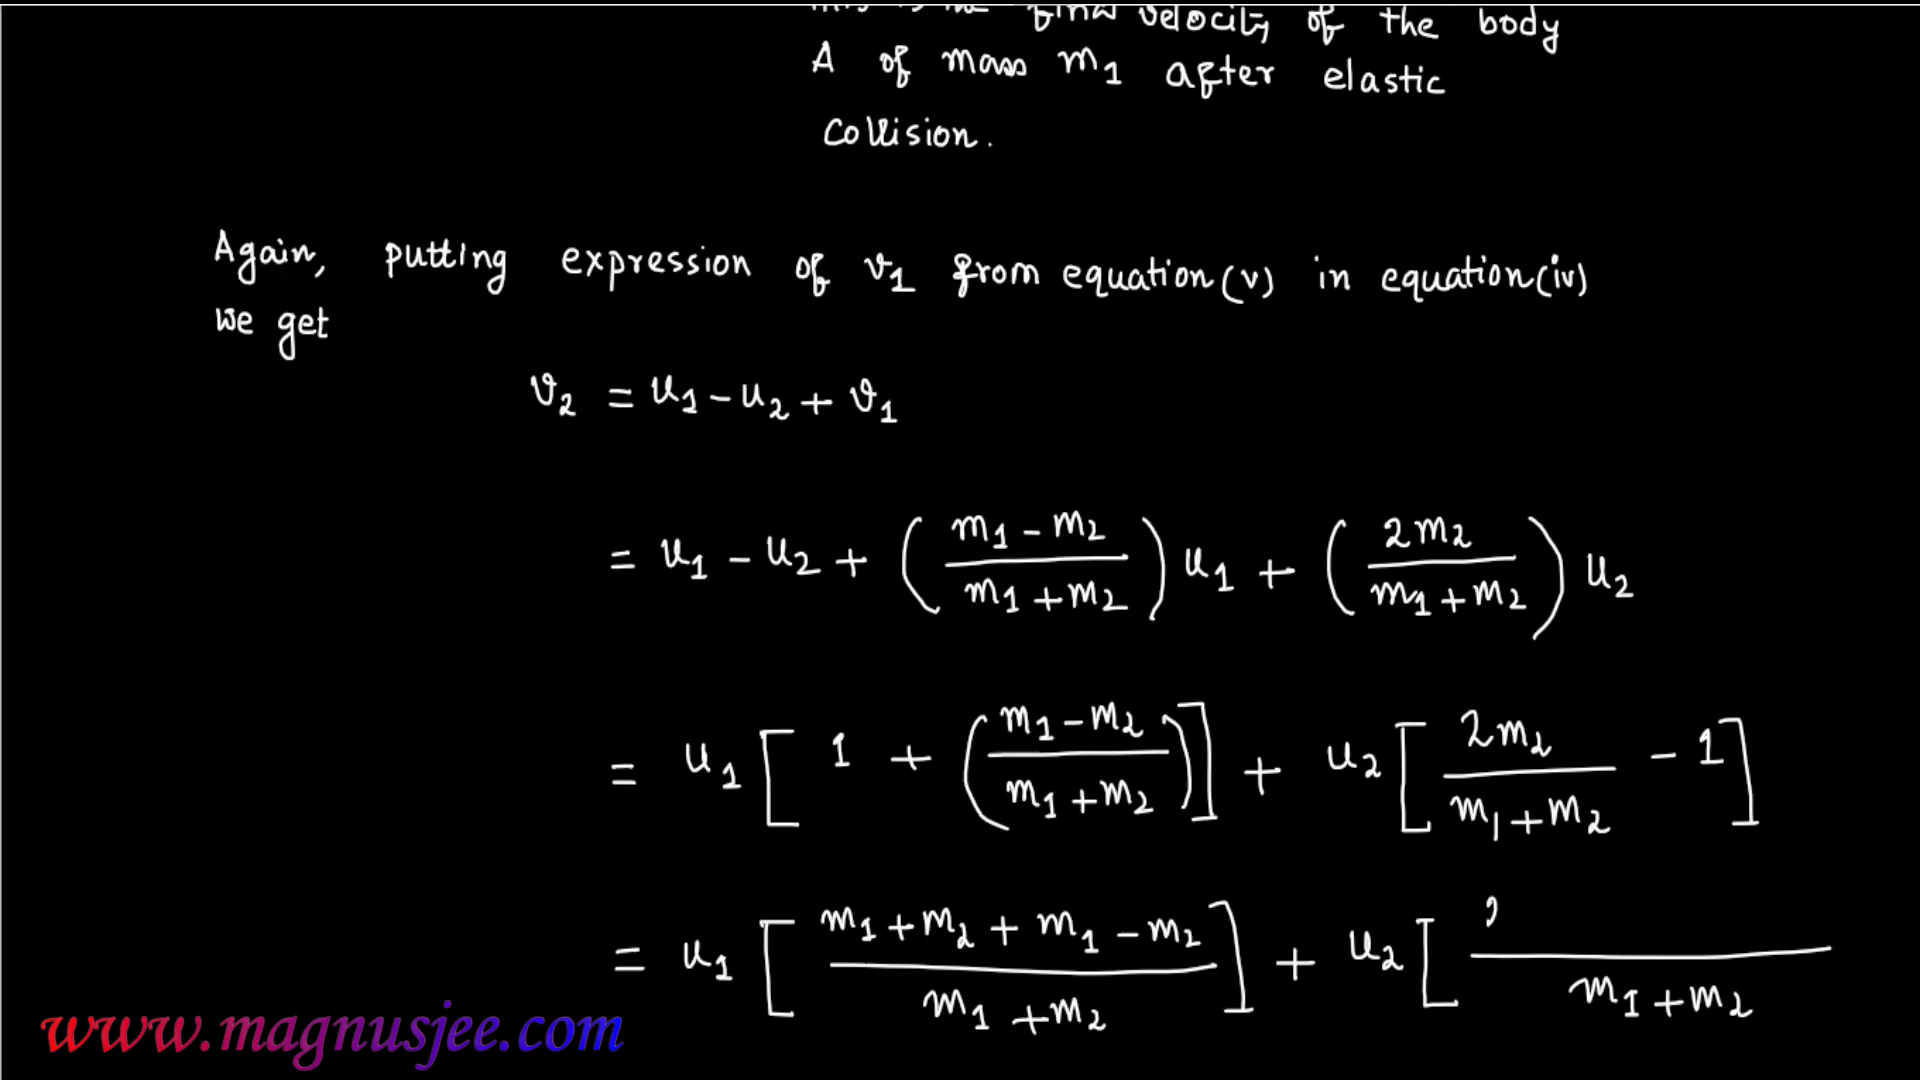 final velocity of the body
A of mass m₁ after elastic
Collision.
Again, putting expression of v₁ from equation(v) in equation(iv)
we get
v₂ = u₁ - u₂ + v₁
= u₁ - u₂ + ( (m₁ - m₂) / (m₁ + m₂) ) u₁ + ( 2m₂ / (m₁ + m₂) ) u₂
= u₁ [ 1 + ( (m₁ - m₂) / (m₁ + m₂) ) ] + u₂ [ 2m₂ / (m₁ + m₂) - 1 ]
= u₁ [ (m₁ + m₂ + m₁ - m₂) / (m₁ + m₂) ] + u₂ [ / (m₁ + m₂)
www.magnusjee.com